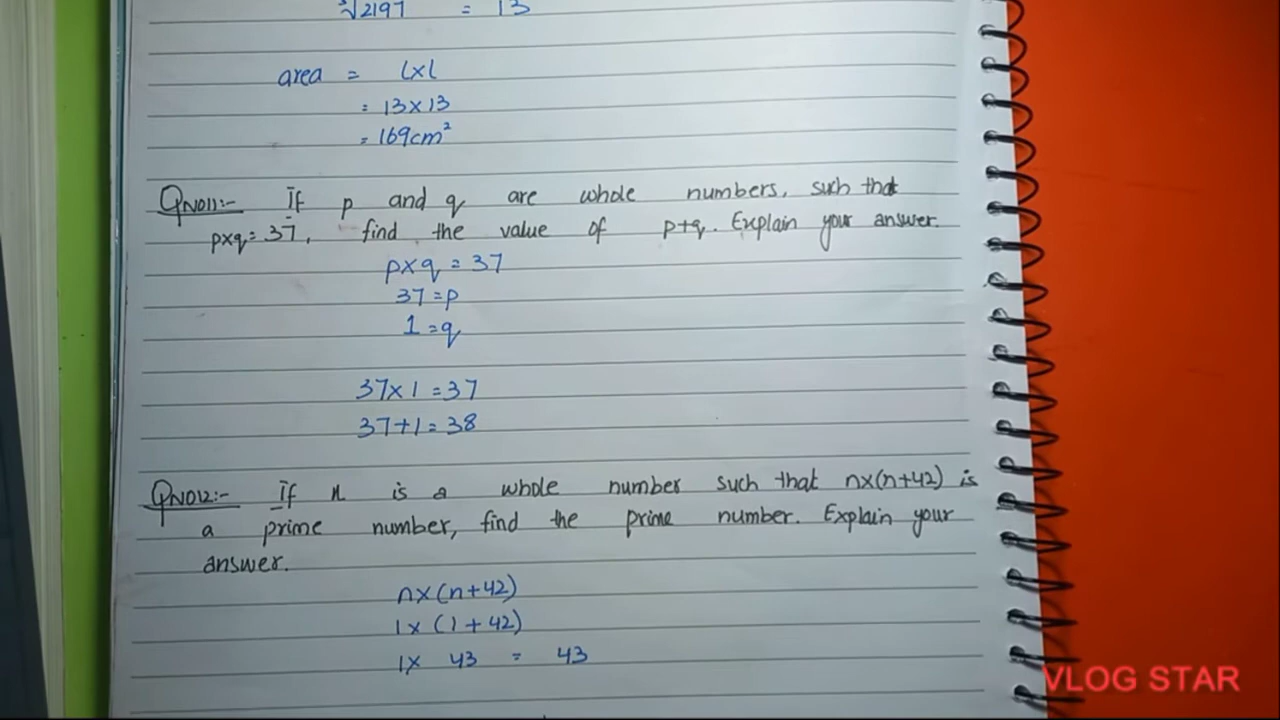 ∛2197 = 13
area = l×l
= 13×13
= 169cm²
QNO11:- If p and q are whole numbers, such that
p×q = 37, find the value of p+q. Explain your answer.
p×q = 37
37 = p
1 = q
37×1 = 37
37+1 = 38
QNO12:- If n is a whole number such that n×(n+42) is
a prime number, find the prime number. Explain your
answer.
n×(n+42)
1×(1+42)
1× 43 = 43
VLOG STAR